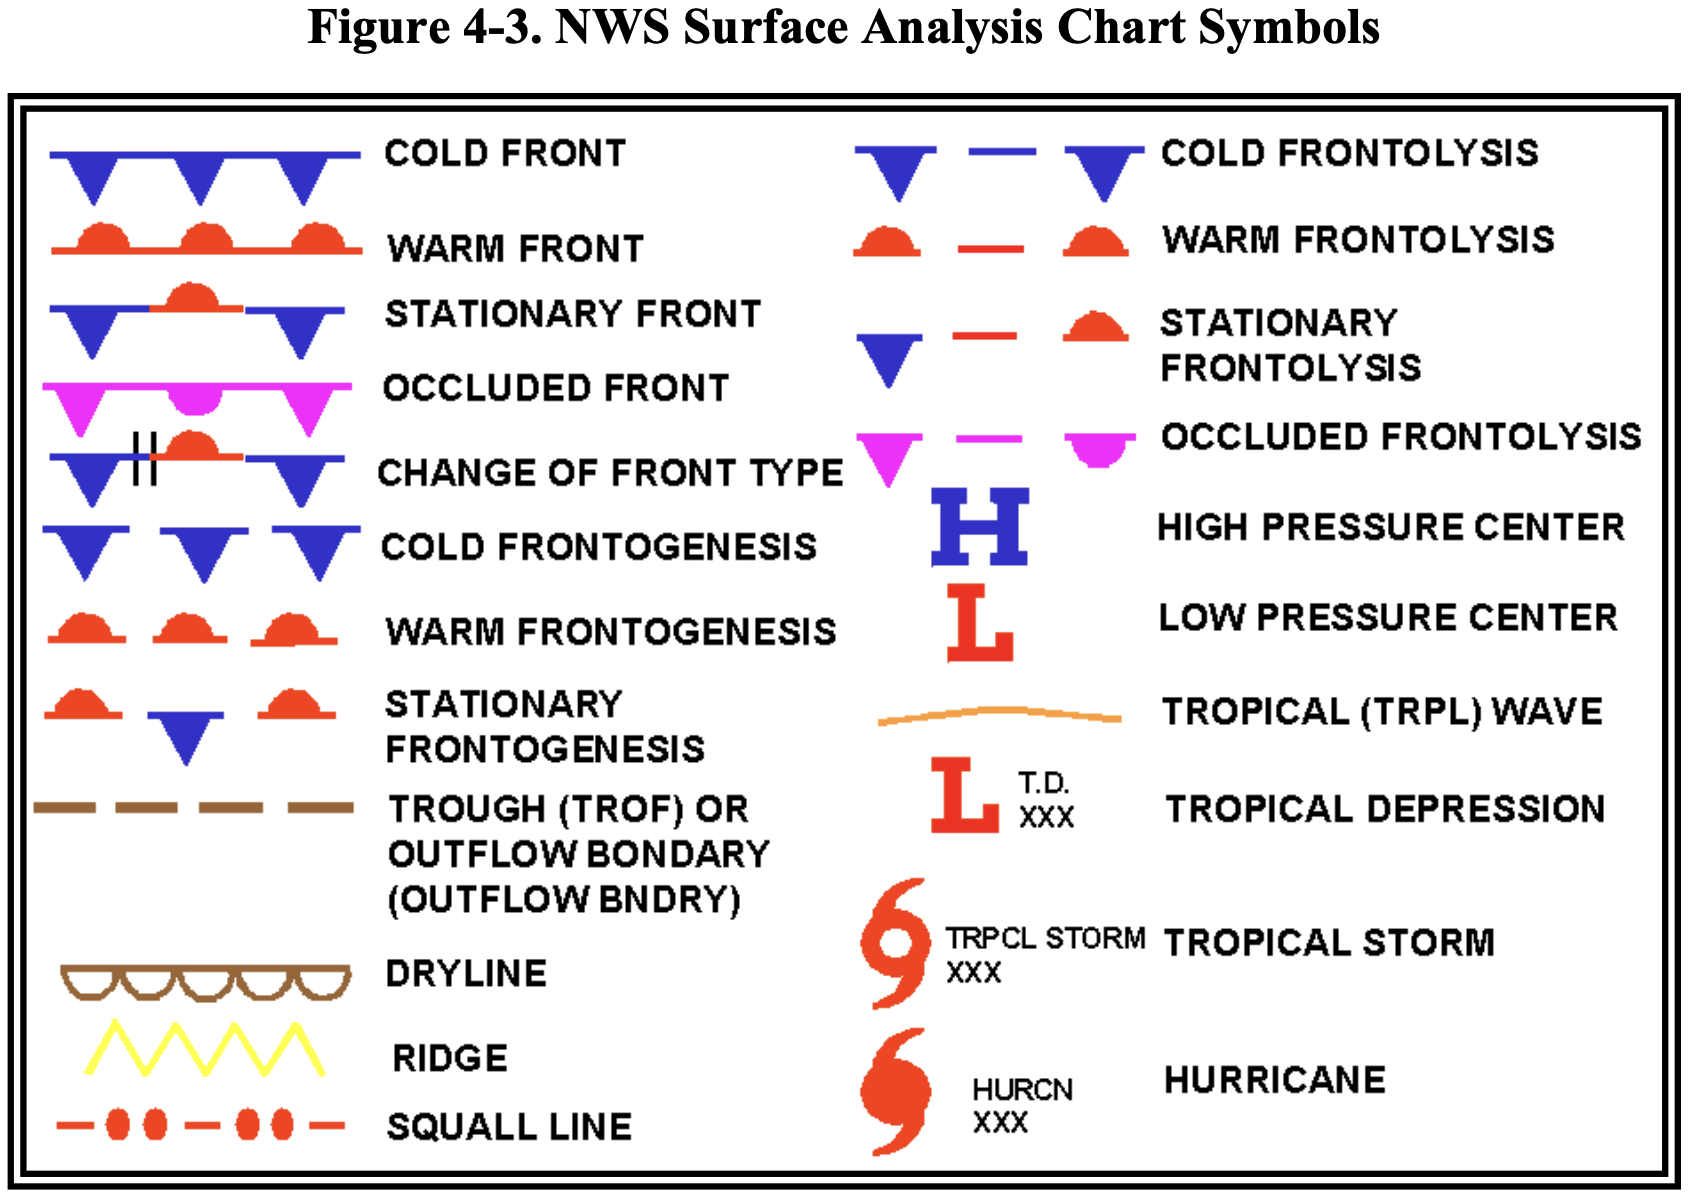 Figure 4-3. NWS Surface Analysis Chart Symbols
COLD FRONT
WARM FRONT
STATIONARY FRONT
OCCLUDED FRONT
CHANGE OF FRONT TYPE
COLD FRONTOGENESIS
WARM FRONTOGENESIS
STATIONARY
FRONTOGENESIS
TROUGH (TROF) OR
OUTFLOW BONDARY
(OUTFLOW BNDRY)
DRYLINE
RIDGE
SQUALL LINE
COLD FRONTOLYSIS
WARM FRONTOLYSIS
STATIONARY
FRONTOLYSIS
OCCLUDED FRONTOLYSIS
H
HIGH PRESSURE CENTER
L
LOW PRESSURE CENTER
TROPICAL (TRPL) WAVE
L
T.D.
XXX
TROPICAL DEPRESSION
TRPCL STORM
XXX
TROPICAL STORM
HURCN
XXX
HURRICANE